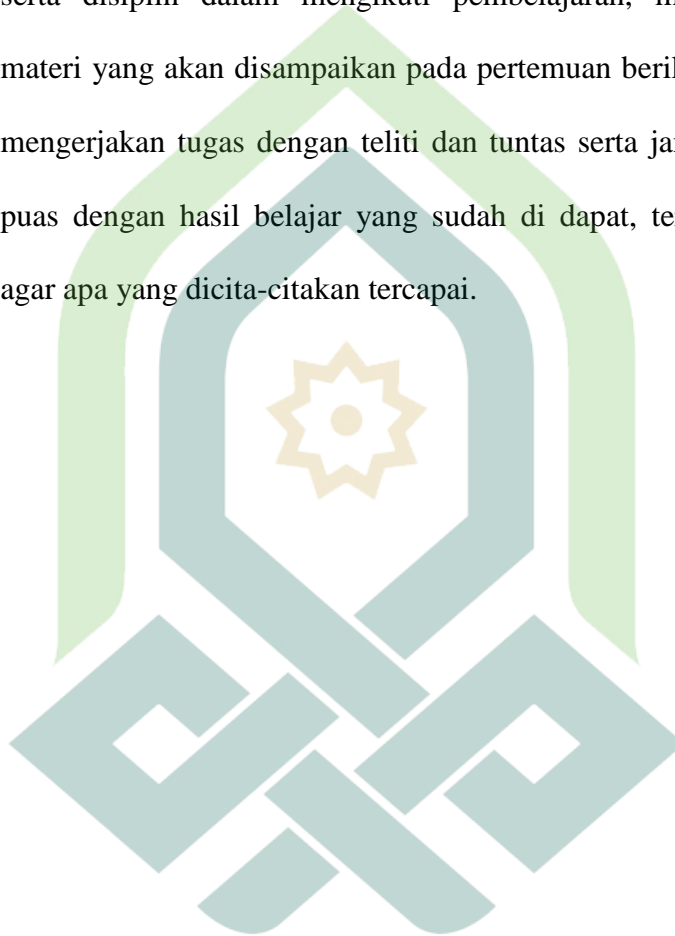 serta disiplin dalam mengikuti pembelajaran,
materi yang akan disampaikan pada pertemuan
mengerjakan tugas dengan teliti dan tuntas serta
puas dengan hasil belajar yang sudah di dapat,
agar apa yang dicita-citakan tercapai.